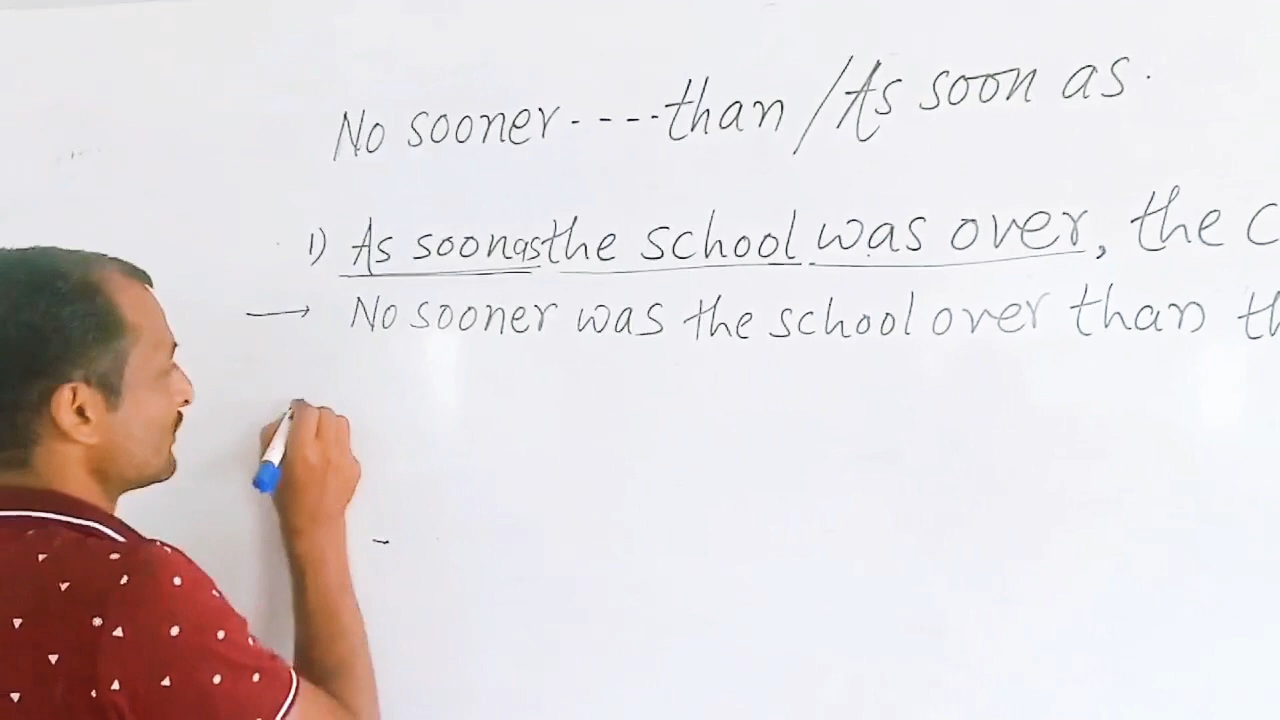 No sooner ---- than / As soon as.
1) As soon as the school was over, the c
→ No sooner was the school over than th